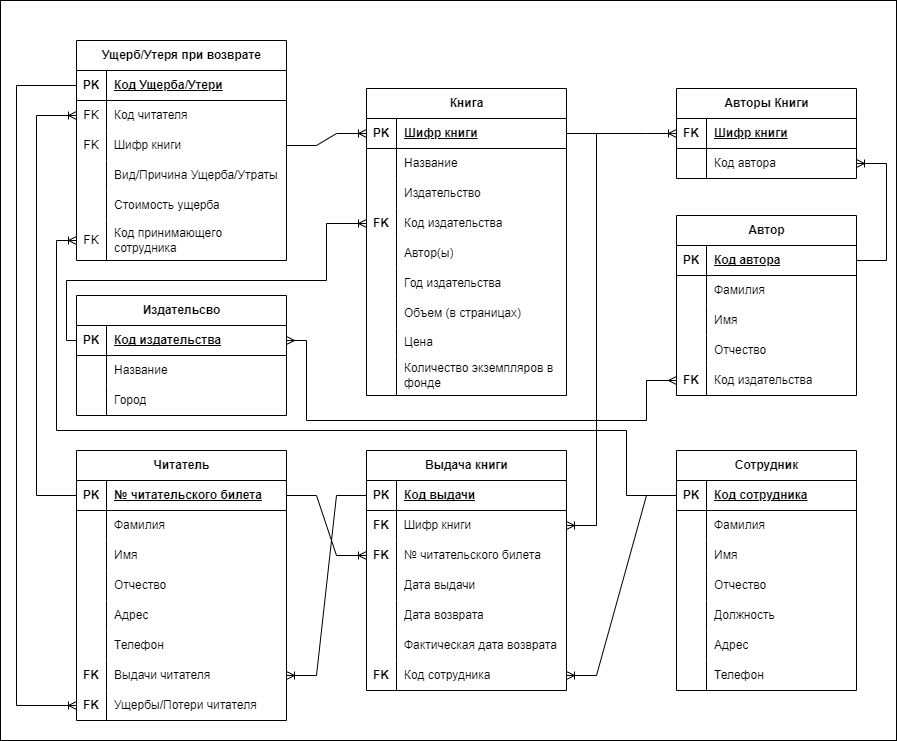 Ущерб/Утеря при возврате
PK Код Ущерба/Утери
FK Код читателя
FK Шифр книги
Вид/Причина Ущерба/Утраты
Стоимость ущерба
FK Код принимающего
сотрудника
Книга
PK Шифр книги
Название
Издательство
FK Код издательства
Автор(ы)
Год издательства
Объем (в страницах)
Цена
Количество экземпляров в
фонде
Авторы Книги
FK Шифр книги
Код автора
Автор
PK Код автора
Фамилия
Имя
Отчество
FK Код издательства
Издательсво
PK Код издательства
Название
Город
Читатель
PK № читательского билета
Фамилия
Имя
Отчество
Адрес
Телефон
FK Выдачи читателя
FK Ущербы/Потери читателя
Выдача книги
PK Код выдачи
FK Шифр книги
FK № читательского билета
Дата выдачи
Дата возврата
Фактическая дата возврата
FK Код сотрудника
Сотрудник
PK Код сотрудника
Фамилия
Имя
Отчество
Должность
Адрес
Телефон